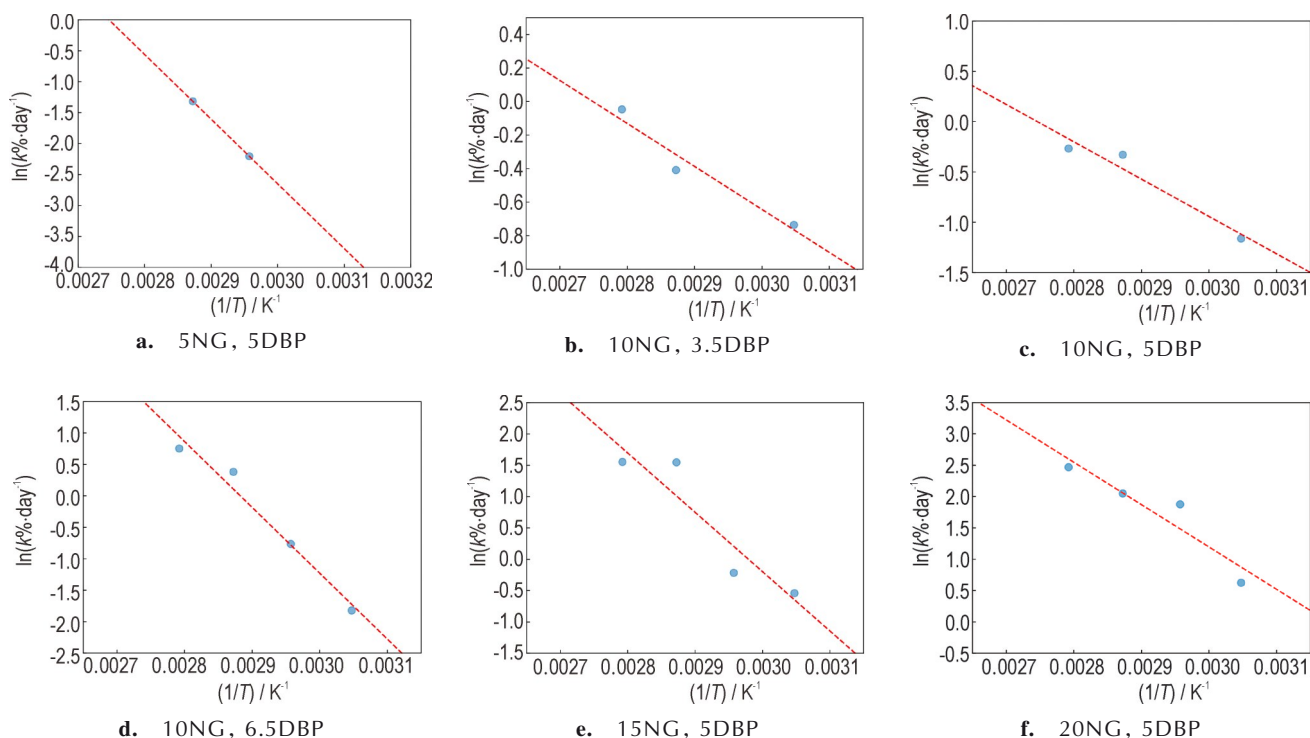 0.0
-0.5
-1.0
-1.5
-2.0
-2.5
-3.0
-3.5
-4.0
ln(k%·day⁻¹)
0.0027 0.0028 0.0029 0.0030 0.0031 0.0032
(1/T) / K⁻¹
a. 5NG, 5DBP
0.4
0.2
0.0
-0.2
-0.4
-0.6
-0.8
-1.0
ln(k%·day⁻¹)
0.0027 0.0028 0.0029 0.0030 0.0031
(1/T) / K⁻¹
b. 10NG, 3.5DBP
1.0
0.5
0.0
-0.5
-1.0
-1.5
ln(k%·day⁻¹)
0.0027 0.0028 0.0029 0.0030 0.0031
(1/T) / K⁻¹
c. 10NG, 5DBP
1.5
1.0
0.5
0.0
-0.5
-1.0
-1.5
-2.0
-2.5
ln(k%·day⁻¹)
0.0027 0.0028 0.0029 0.0030 0.0031
(1/T) / K⁻¹
d. 10NG, 6.5DBP
2.5
2.0
1.5
1.0
0.5
0.0
-0.5
-1.0
-1.5
ln(k%·day⁻¹)
0.0027 0.0028 0.0029 0.0030 0.0031
(1/T) / K⁻¹
e. 15NG, 5DBP
3.5
3.0
2.5
2.0
1.5
1.0
0.5
0.0
-0.5
ln(k%·day⁻¹)
0.0027 0.0028 0.0029 0.0030 0.0031
(1/T) / K⁻¹
f. 20NG, 5DBP